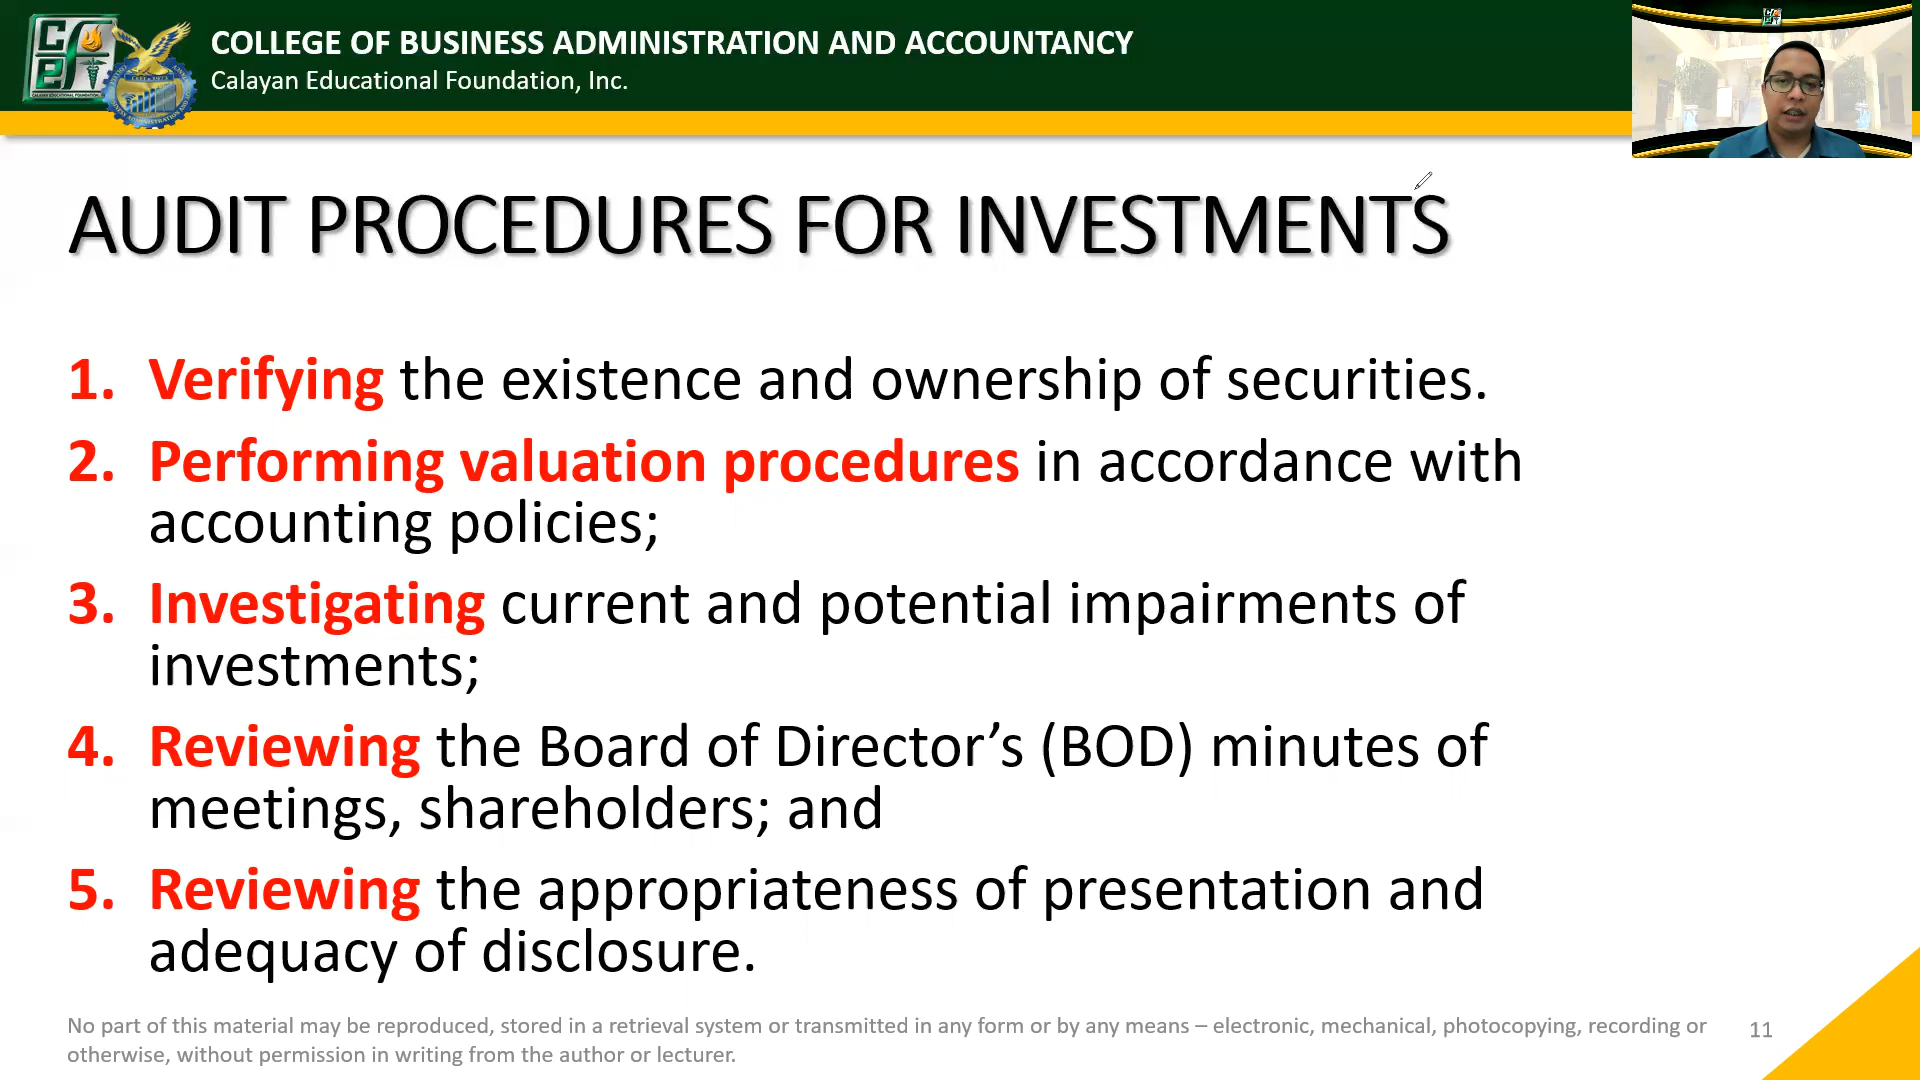 COLLEGE OF BUSINESS ADMINISTRATION AND ACCOUNTANCY
Calayan Educational Foundation, Inc.
AUDIT PROCEDURES FOR INVESTMENTS
1. Verifying the existence and ownership of securities.
2. Performing valuation procedures in accordance with
accounting policies;
3. Investigating current and potential impairments of
investments;
4. Reviewing the Board of Director’s (BOD) minutes of
meetings, shareholders; and
5. Reviewing the appropriateness of presentation and
adequacy of disclosure.
No part of this material may be reproduced, stored in a retrieval system or transmitted in any form or by any means – electronic, mechanical, photocopying, recording or
otherwise, without permission in writing from the author or lecturer.
11